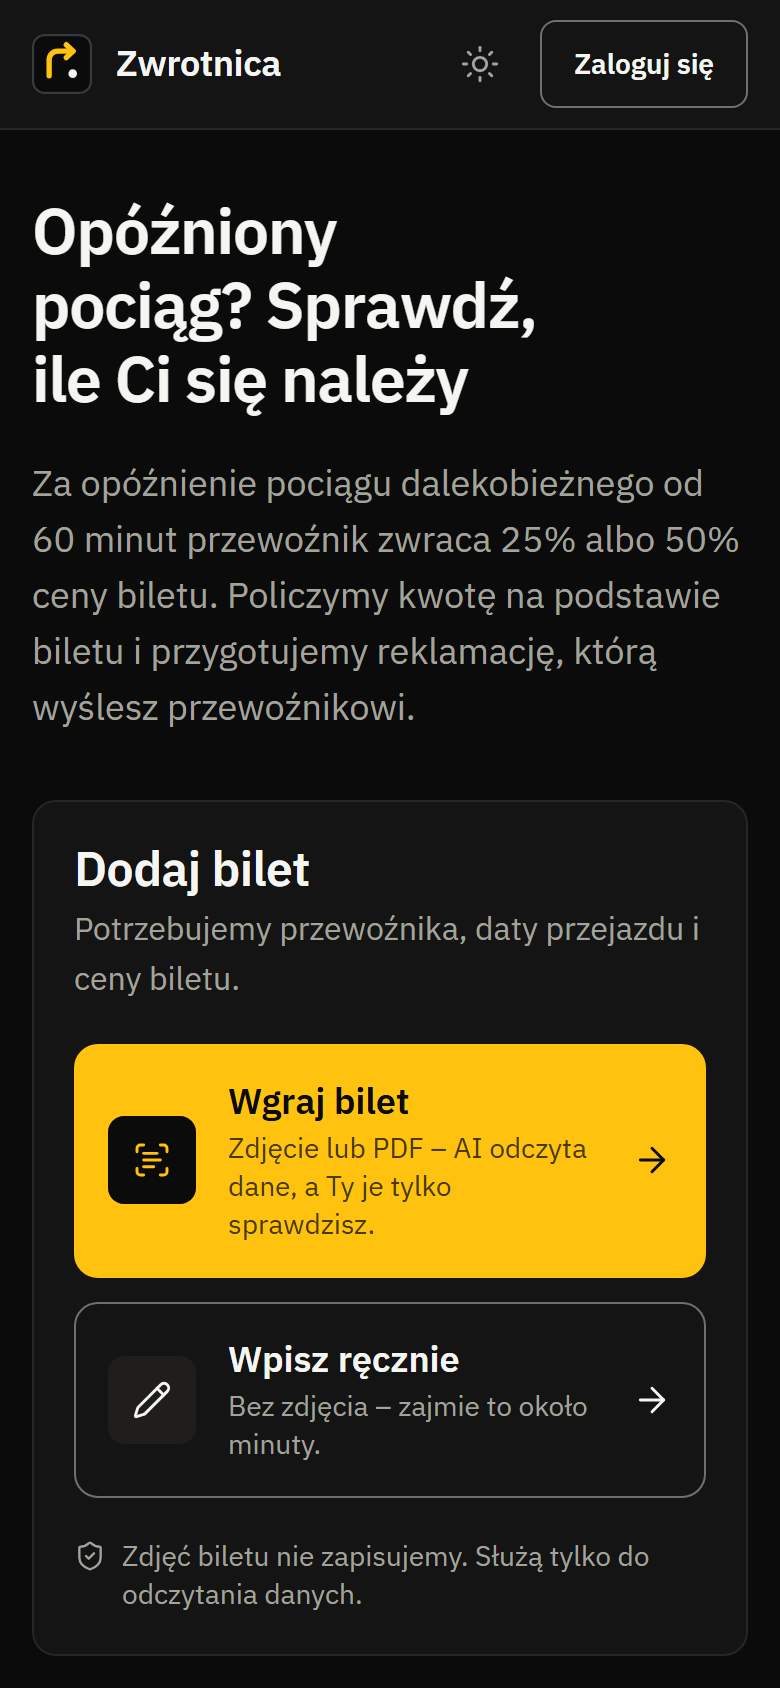 Zwrotnica
Zaloguj się
Opóźniony
pociąg? Sprawdź,
ile Ci się należy
Za opóźnienie pociągu dalekobieżnego od
60 minut przewoźnik zwraca 25% albo 50%
ceny biletu. Policzymy kwotę na podstawie
biletu i przygotujemy reklamację, którą
wyślesz przewoźnikowi.
Dodaj bilet
Potrzebujemy przewoźnika, daty przejazdu i
ceny biletu.
Wgraj bilet
Zdjęcie lub PDF – AI odczyta
dane, a Ty je tylko
sprawdzisz.
Wpisz ręcznie
Bez zdjęcia – zajmie to około
minuty.
Zdjęć biletu nie zapisujemy. Służą tylko do
odczytania danych.